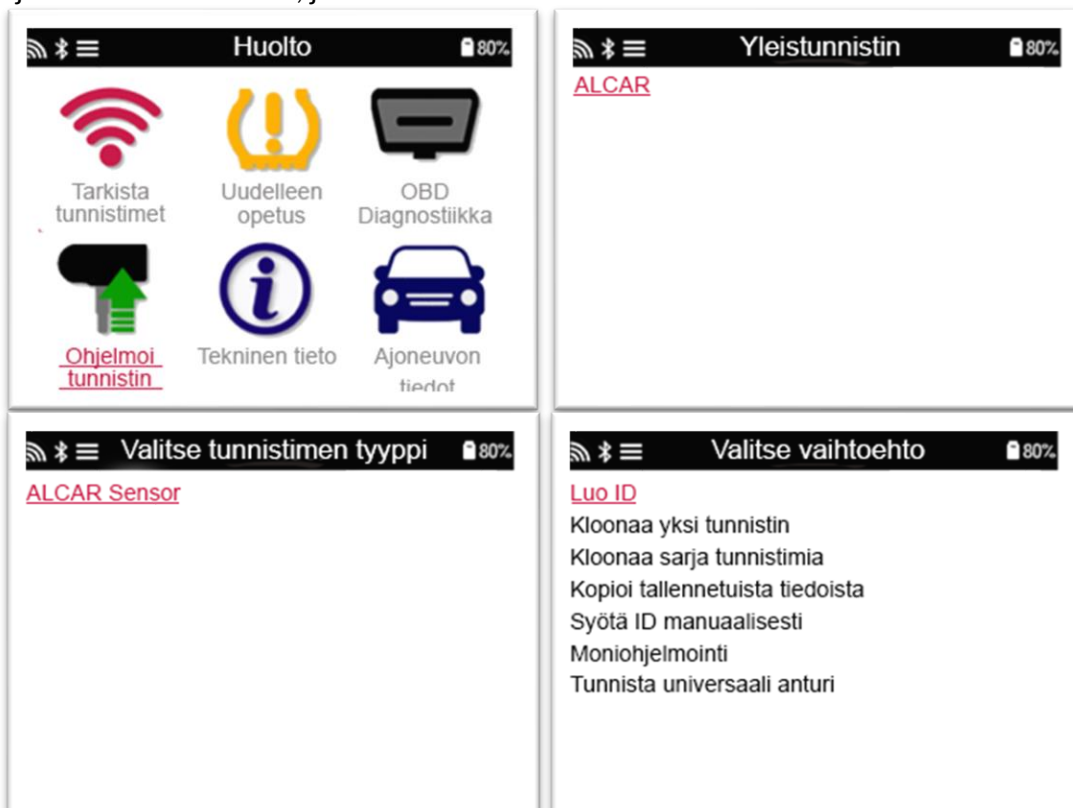 Huolto
80%
Tarkista
tunnistimet
Uudelleen
opetus
OBD
Diagnostiikka
Ohjelmoi
tunnistin
Tekninen tieto
Ajoneuvon
tiedot
Yleistunnistin
80%
ALCAR
Valitse tunnistimen tyyppi
80%
ALCAR Sensor
Valitse vaihtoehto
80%
Luo ID
Kloonaa yksi tunnistin
Kloonaa sarja tunnistimia
Kopioi tallennetuista tiedoista
Syötä ID manuaalisesti
Moniohjelmointi
Tunnista universaali anturi